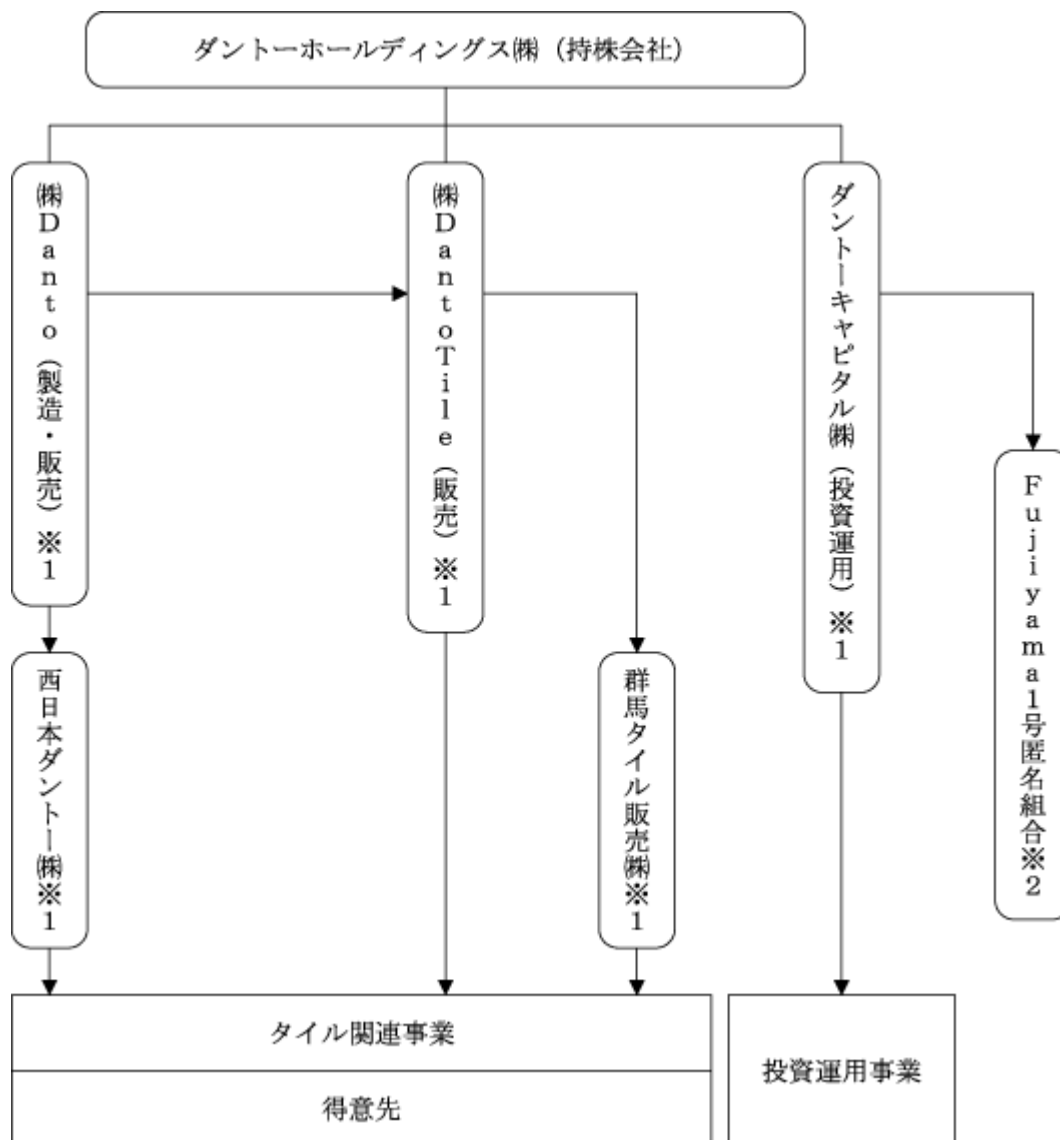 ダントーホールディングス㈱（持株会社）
㈱Ｄａｎｔｏ（製造・販売）※１
㈱ＤａｎｔｏＴｉｌｅ（販売）※１
ダントーキャピタル㈱（投資運用）※１
Ｆｕｊｉｙａｍａ１号匿名組合※２
西日本ダントー㈱※１
群馬タイル販売㈱※１
タイル関連事業
投資運用事業
得意先